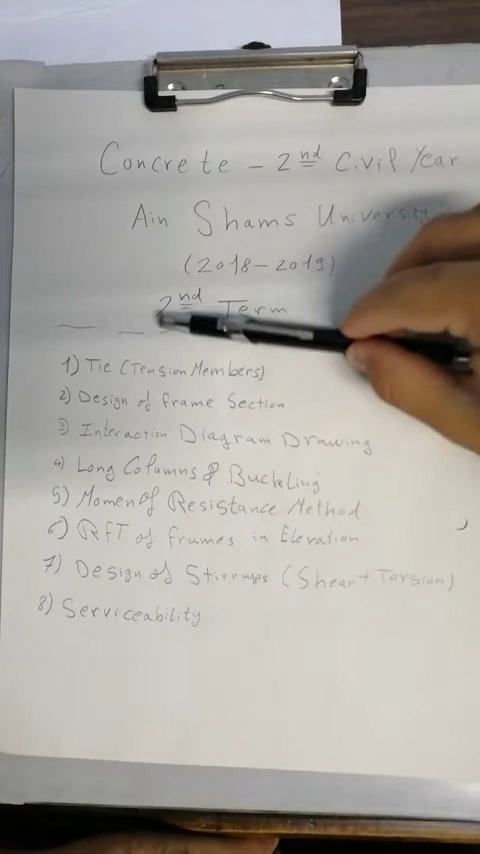 Concrete - 2nd Civil Year
Ain Shams University
(2018-2019)
2nd Term
1) Tie (Tension Members)
2) Design of Frame Section
3) Interaction Diagram Drawing
4) Long Columns & Buckling
5) Momen of Resistance Method
6) RFT of Frames in Elevation
7) Design of Stirrups (Shear + Torsion)
8) Serviceability